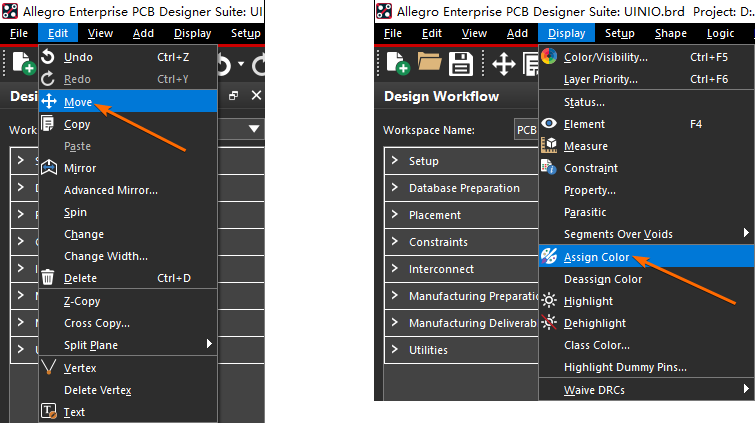 Allegro Enterprise PCB Designer Suite: UI
File Edit View Add Display Setup
Undo Ctrl+Z
Redo Ctrl+Y
Move
Copy
Paste
Mirror
Advanced Mirror...
Spin
Change
Change Width...
Delete Ctrl+D
Z-Copy
Cross Copy...
Split Plane
Vertex
Delete Vertex
Text
Allegro Enterprise PCB Designer Suite: UINIO.brd Project: D:
File Edit View Add Display Setup Shape Logic
Design Workflow
Workspace Name: PCB
Setup
Database Preparation
Placement
Constraints
Interconnect
Manufacturing Preparatio
Manufacturing Deliverab
Utilities
Color/Visibility... Ctrl+F5
Layer Priority... Ctrl+F6
Status...
Element F4
Measure
Constraint
Property...
Parasitic
Segments Over Voids
Assign Color
Deassign Color
Highlight
Dehighlight
Class Color...
Highlight Dummy Pins...
Waive DRCs